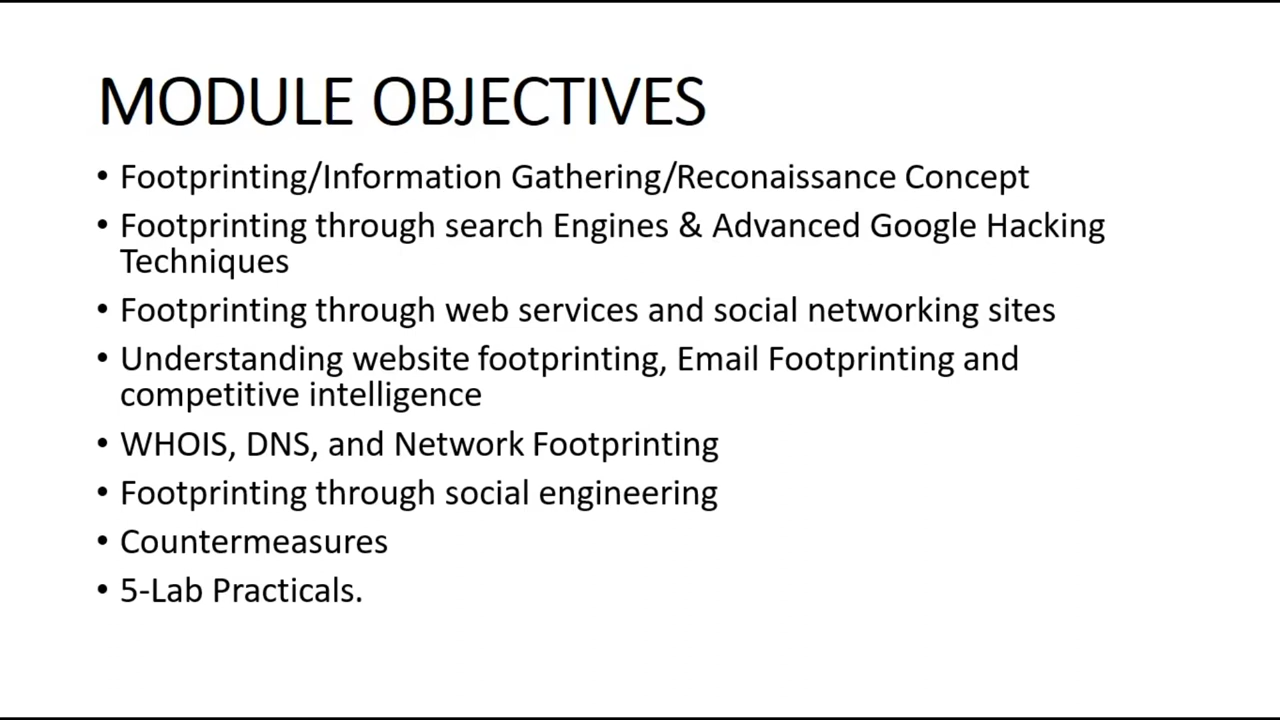 MODULE OBJECTIVES
• Footprinting/Information Gathering/Reconaissance Concept
• Footprinting through search Engines & Advanced Google Hacking
Techniques
• Footprinting through web services and social networking sites
• Understanding website footprinting, Email Footprinting and
competitive intelligence
• WHOIS, DNS, and Network Footprinting
• Footprinting through social engineering
• Countermeasures
• 5-Lab Practicals.